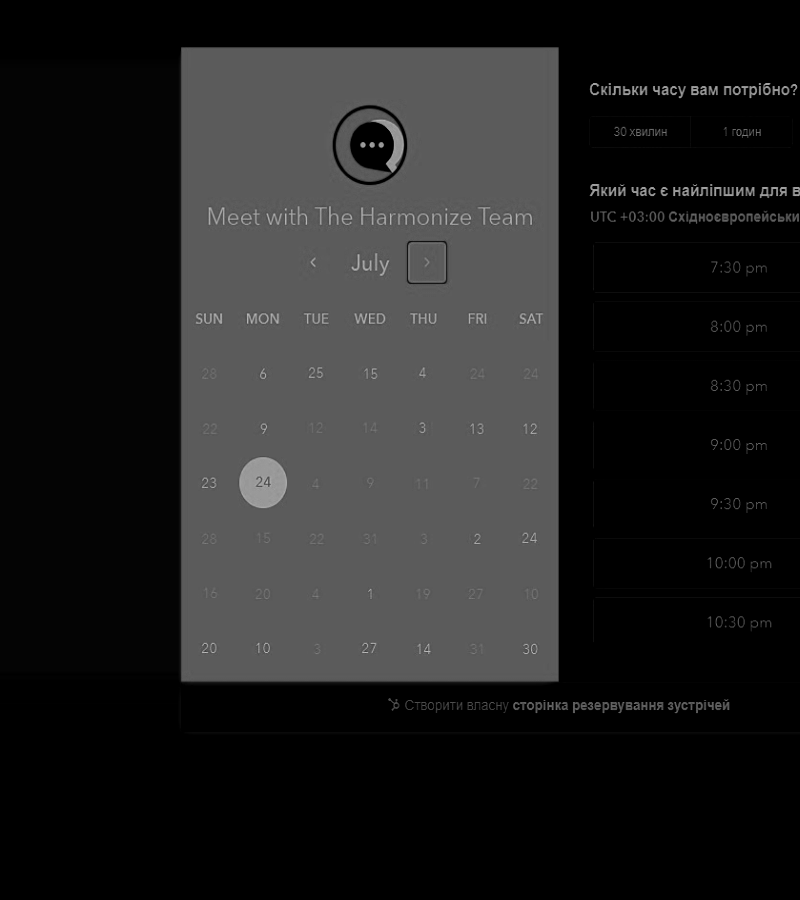 Meet with The Harmonize Team
July
SUN MON TUE WED THU FRI SAT
28 6 25 15 4 24 24
22 9 12 14 3 13 12
23 24 4 9 11 7 22
28 15 22 31 3 2 24
16 20 4 1 19 27 10
20 10 3 27 14 31 30
Скільки часу вам потрібно?
30 хвилин 1 годин
Який час є найліпшим для в
UTC +03:00 Східноєвропейськи
7:30 pm
8:00 pm
8:30 pm
9:00 pm
9:30 pm
10:00 pm
10:30 pm
Створити власну сторінка резервування зустрічей